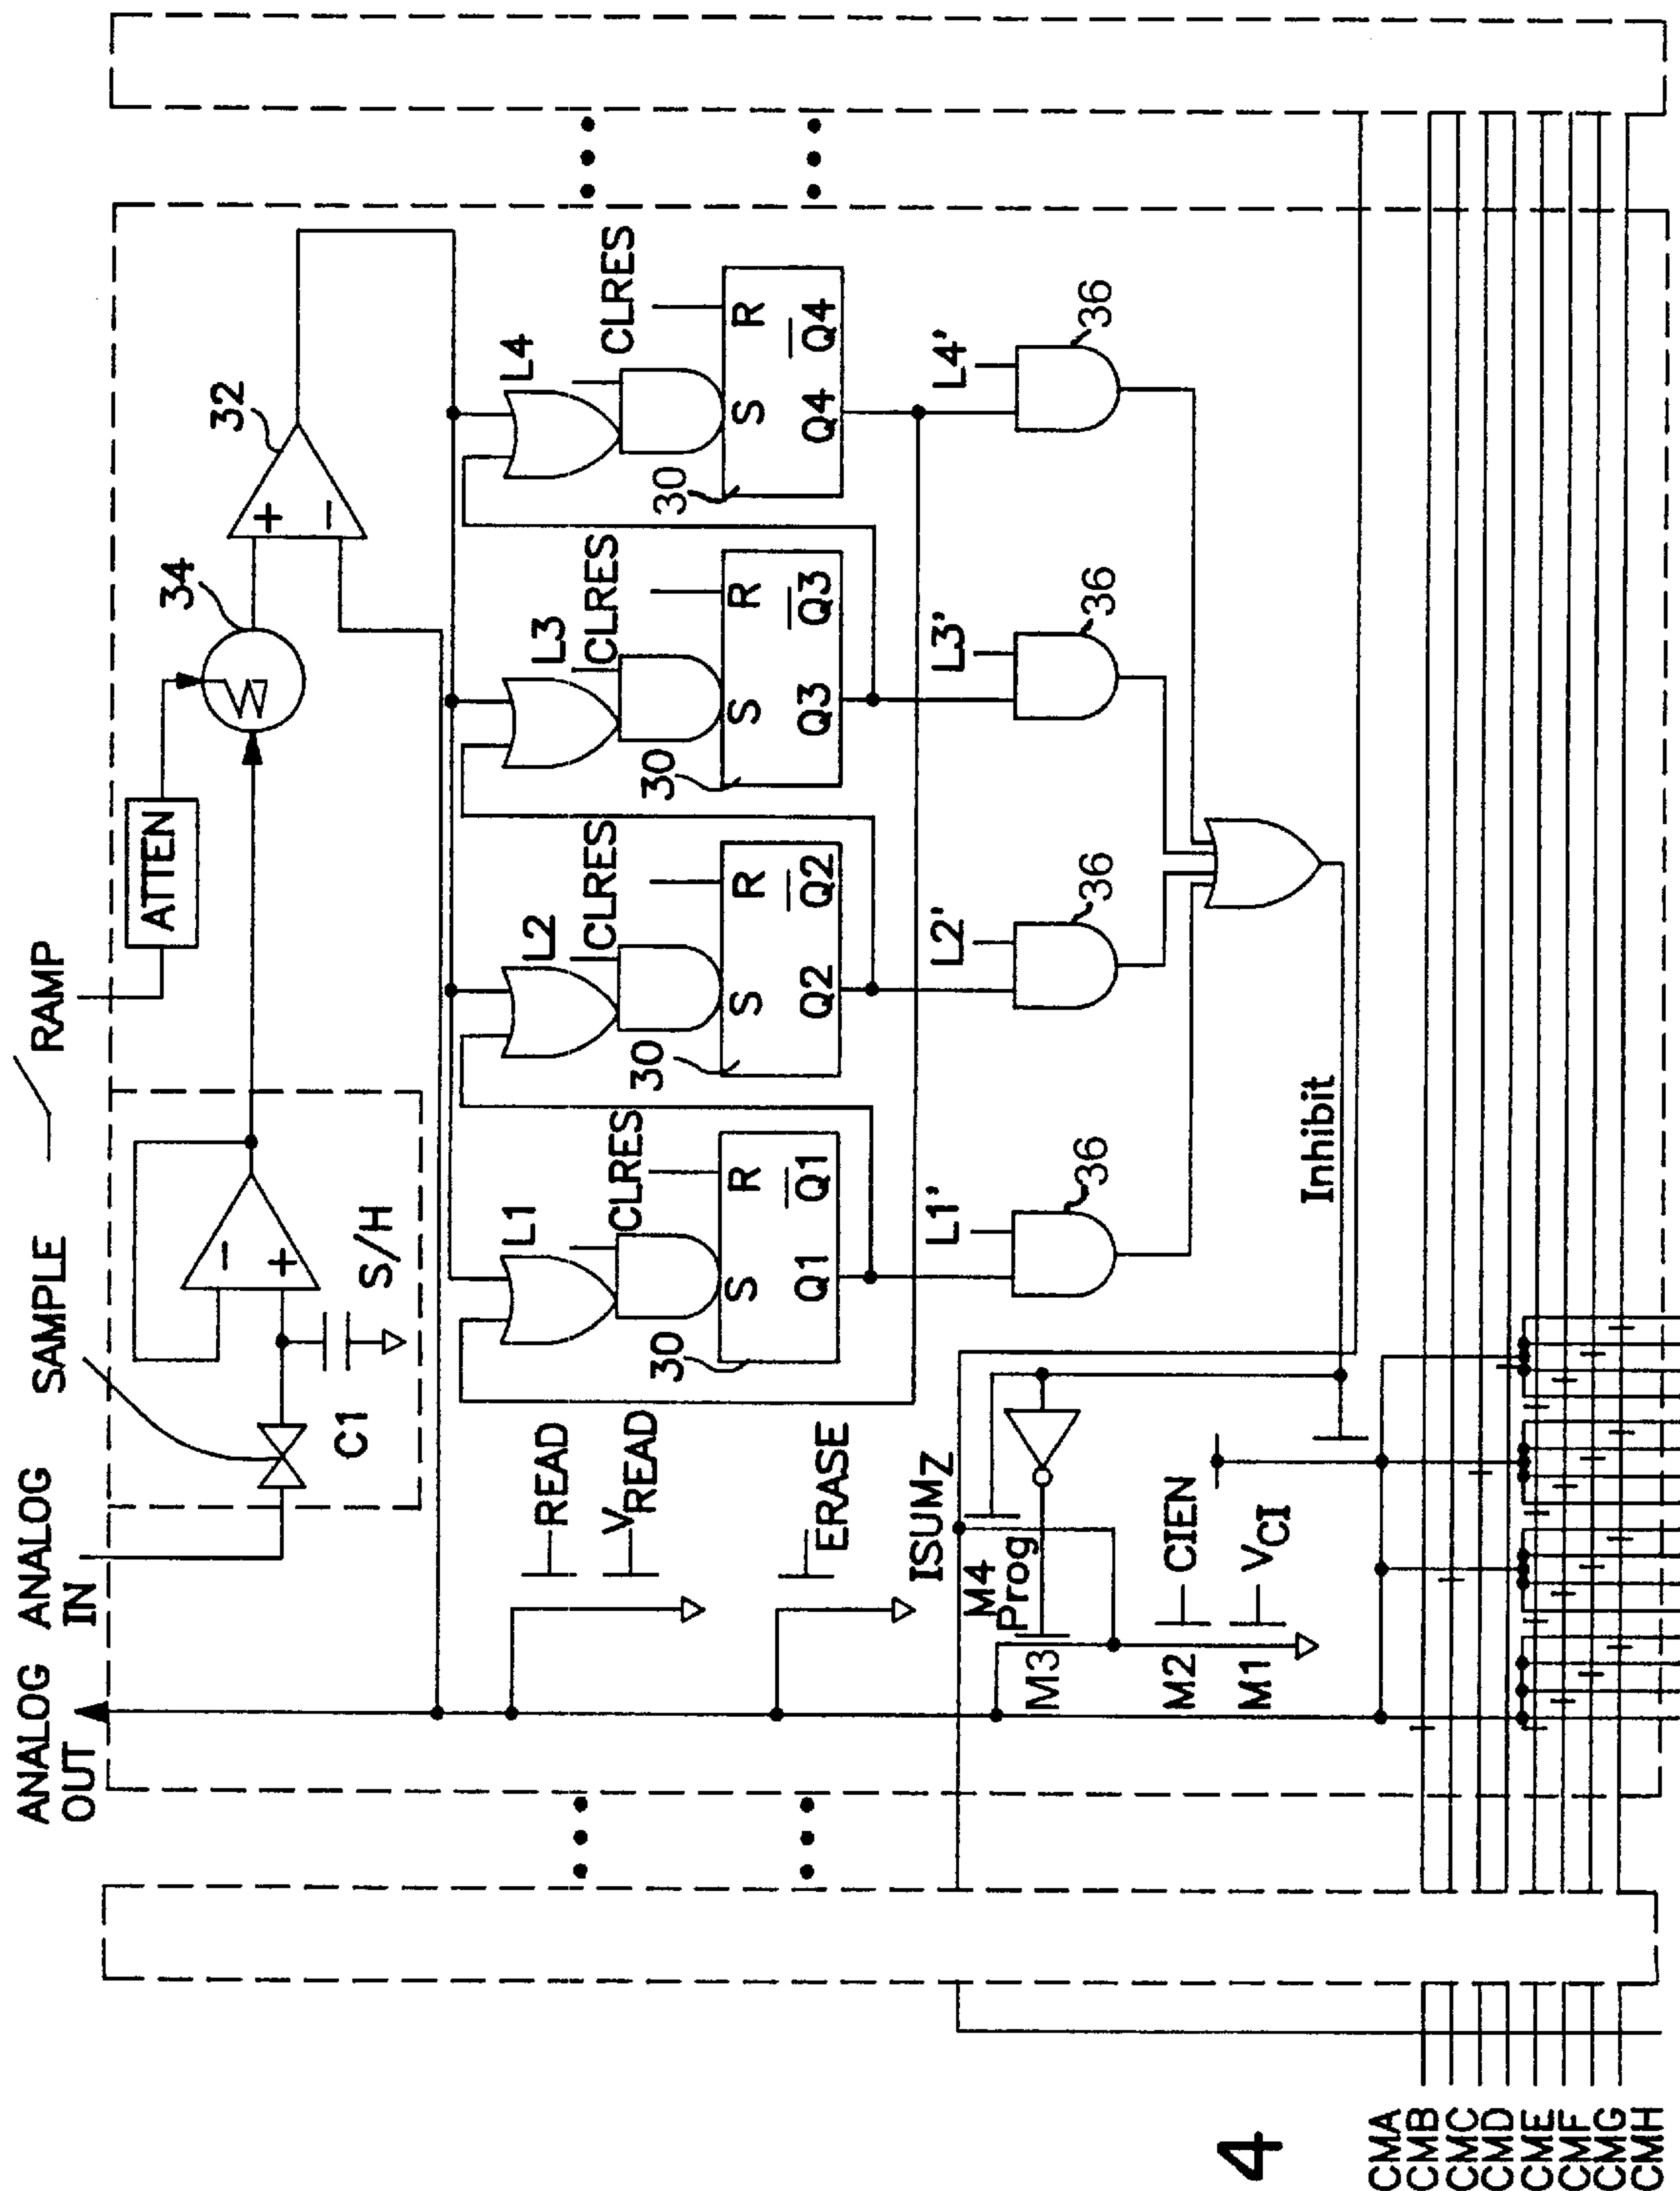 ANALOG OUT
ANALOG IN
SAMPLE
RAMP
C1
S/H
−
+
ATTEN
34
Σ
32
+
−
READ
VREAD
ERASE
L1
CLRES
30
S
R
Q1
Q1
L2
CLRES
30
S
R
Q2
Q2
L3
CLRES
30
S
R
Q3
Q3
L4
CLRES
30
S
R
Q4
Q4
L1'
36
L2'
36
L3'
36
L4'
36
ISUMZ
M4
Prog
M3
M2
CIEN
M1
VCI
Inhibit
CMA
CMB
CMC
CMD
CME
CMF
CMG
CMH
4